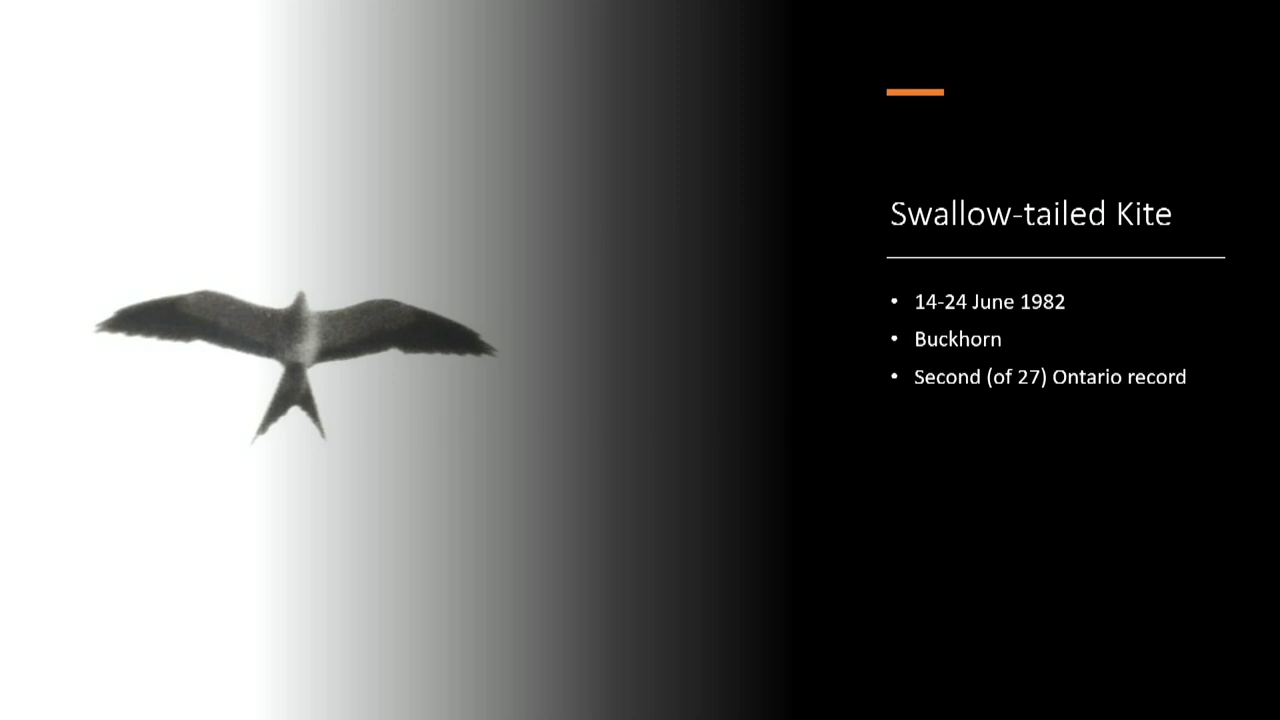 Swallow-tailed Kite
• 14-24 June 1982
• Buckhorn
• Second (of 27) Ontario record